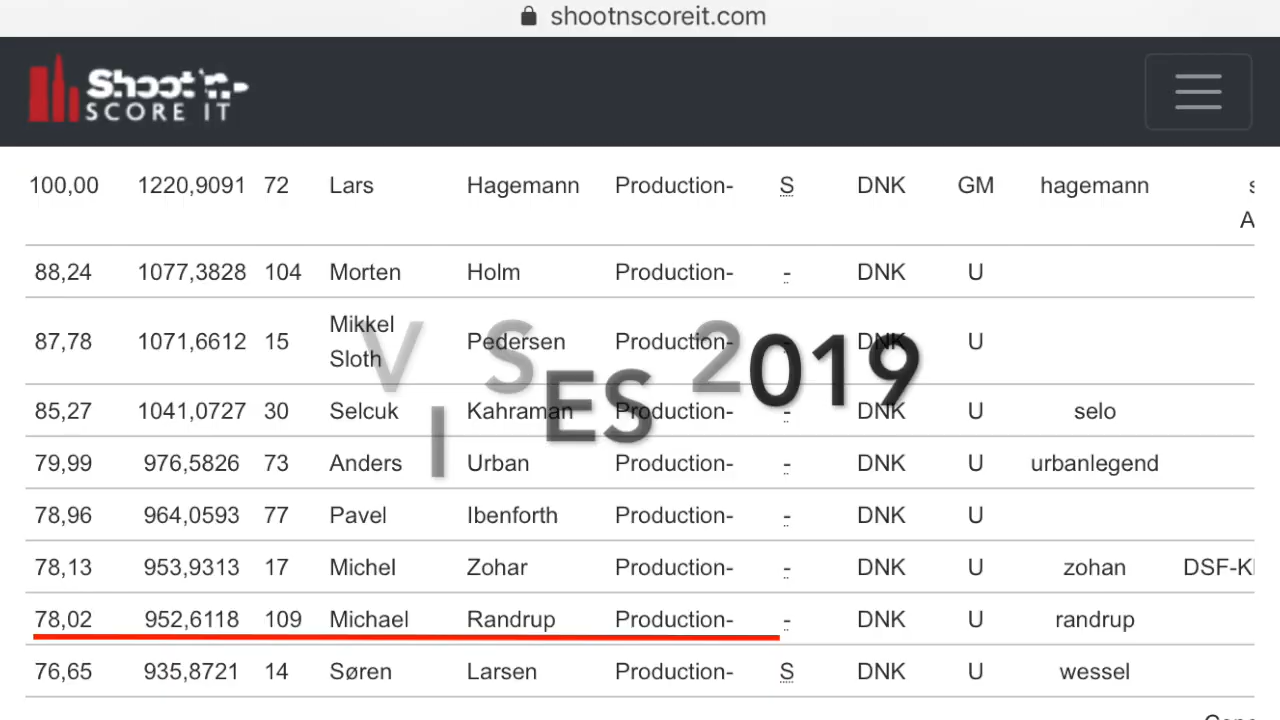 shootnscoreit.com
Shoot'n-
SCORE IT
100,00 1220,9091 72 Lars Hagemann Production- S DNK GM hagemann
88,24 1077,3828 104 Morten Holm Production- - DNK U
87,78 1071,6612 15 Mikkel Sloth Pedersen Production- - DNK U
VISES 2019
85,27 1041,0727 30 Selcuk Kahraman Production- - DNK U selo
79,99 976,5826 73 Anders Urban Production- - DNK U urbanlegend
78,96 964,0593 77 Pavel Ibenforth Production- - DNK U
78,13 953,9313 17 Michel Zohar Production- - DNK U zohan DSF-K
78,02 952,6118 109 Michael Randrup Production- - DNK U randrup
76,65 935,8721 14 Søren Larsen Production- S DNK U wessel